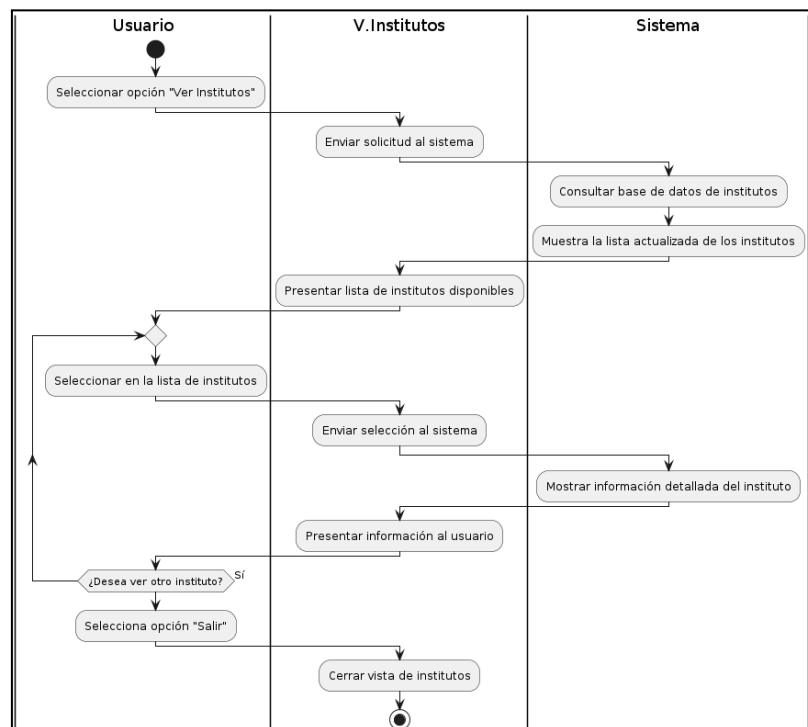 Usuario
V.Institutos
Sistema
Seleccionar opción "Ver Institutos"
Enviar solicitud al sistema
Consultar base de datos de institutos
Muestra la lista actualizada de los institutos
Presentar lista de institutos disponibles
Seleccionar en la lista de institutos
Enviar selección al sistema
Mostrar información detallada del instituto
Presentar información al usuario
¿Desea ver otro instituto?
Sí
Selecciona opción "Salir"
Cerrar vista de institutos